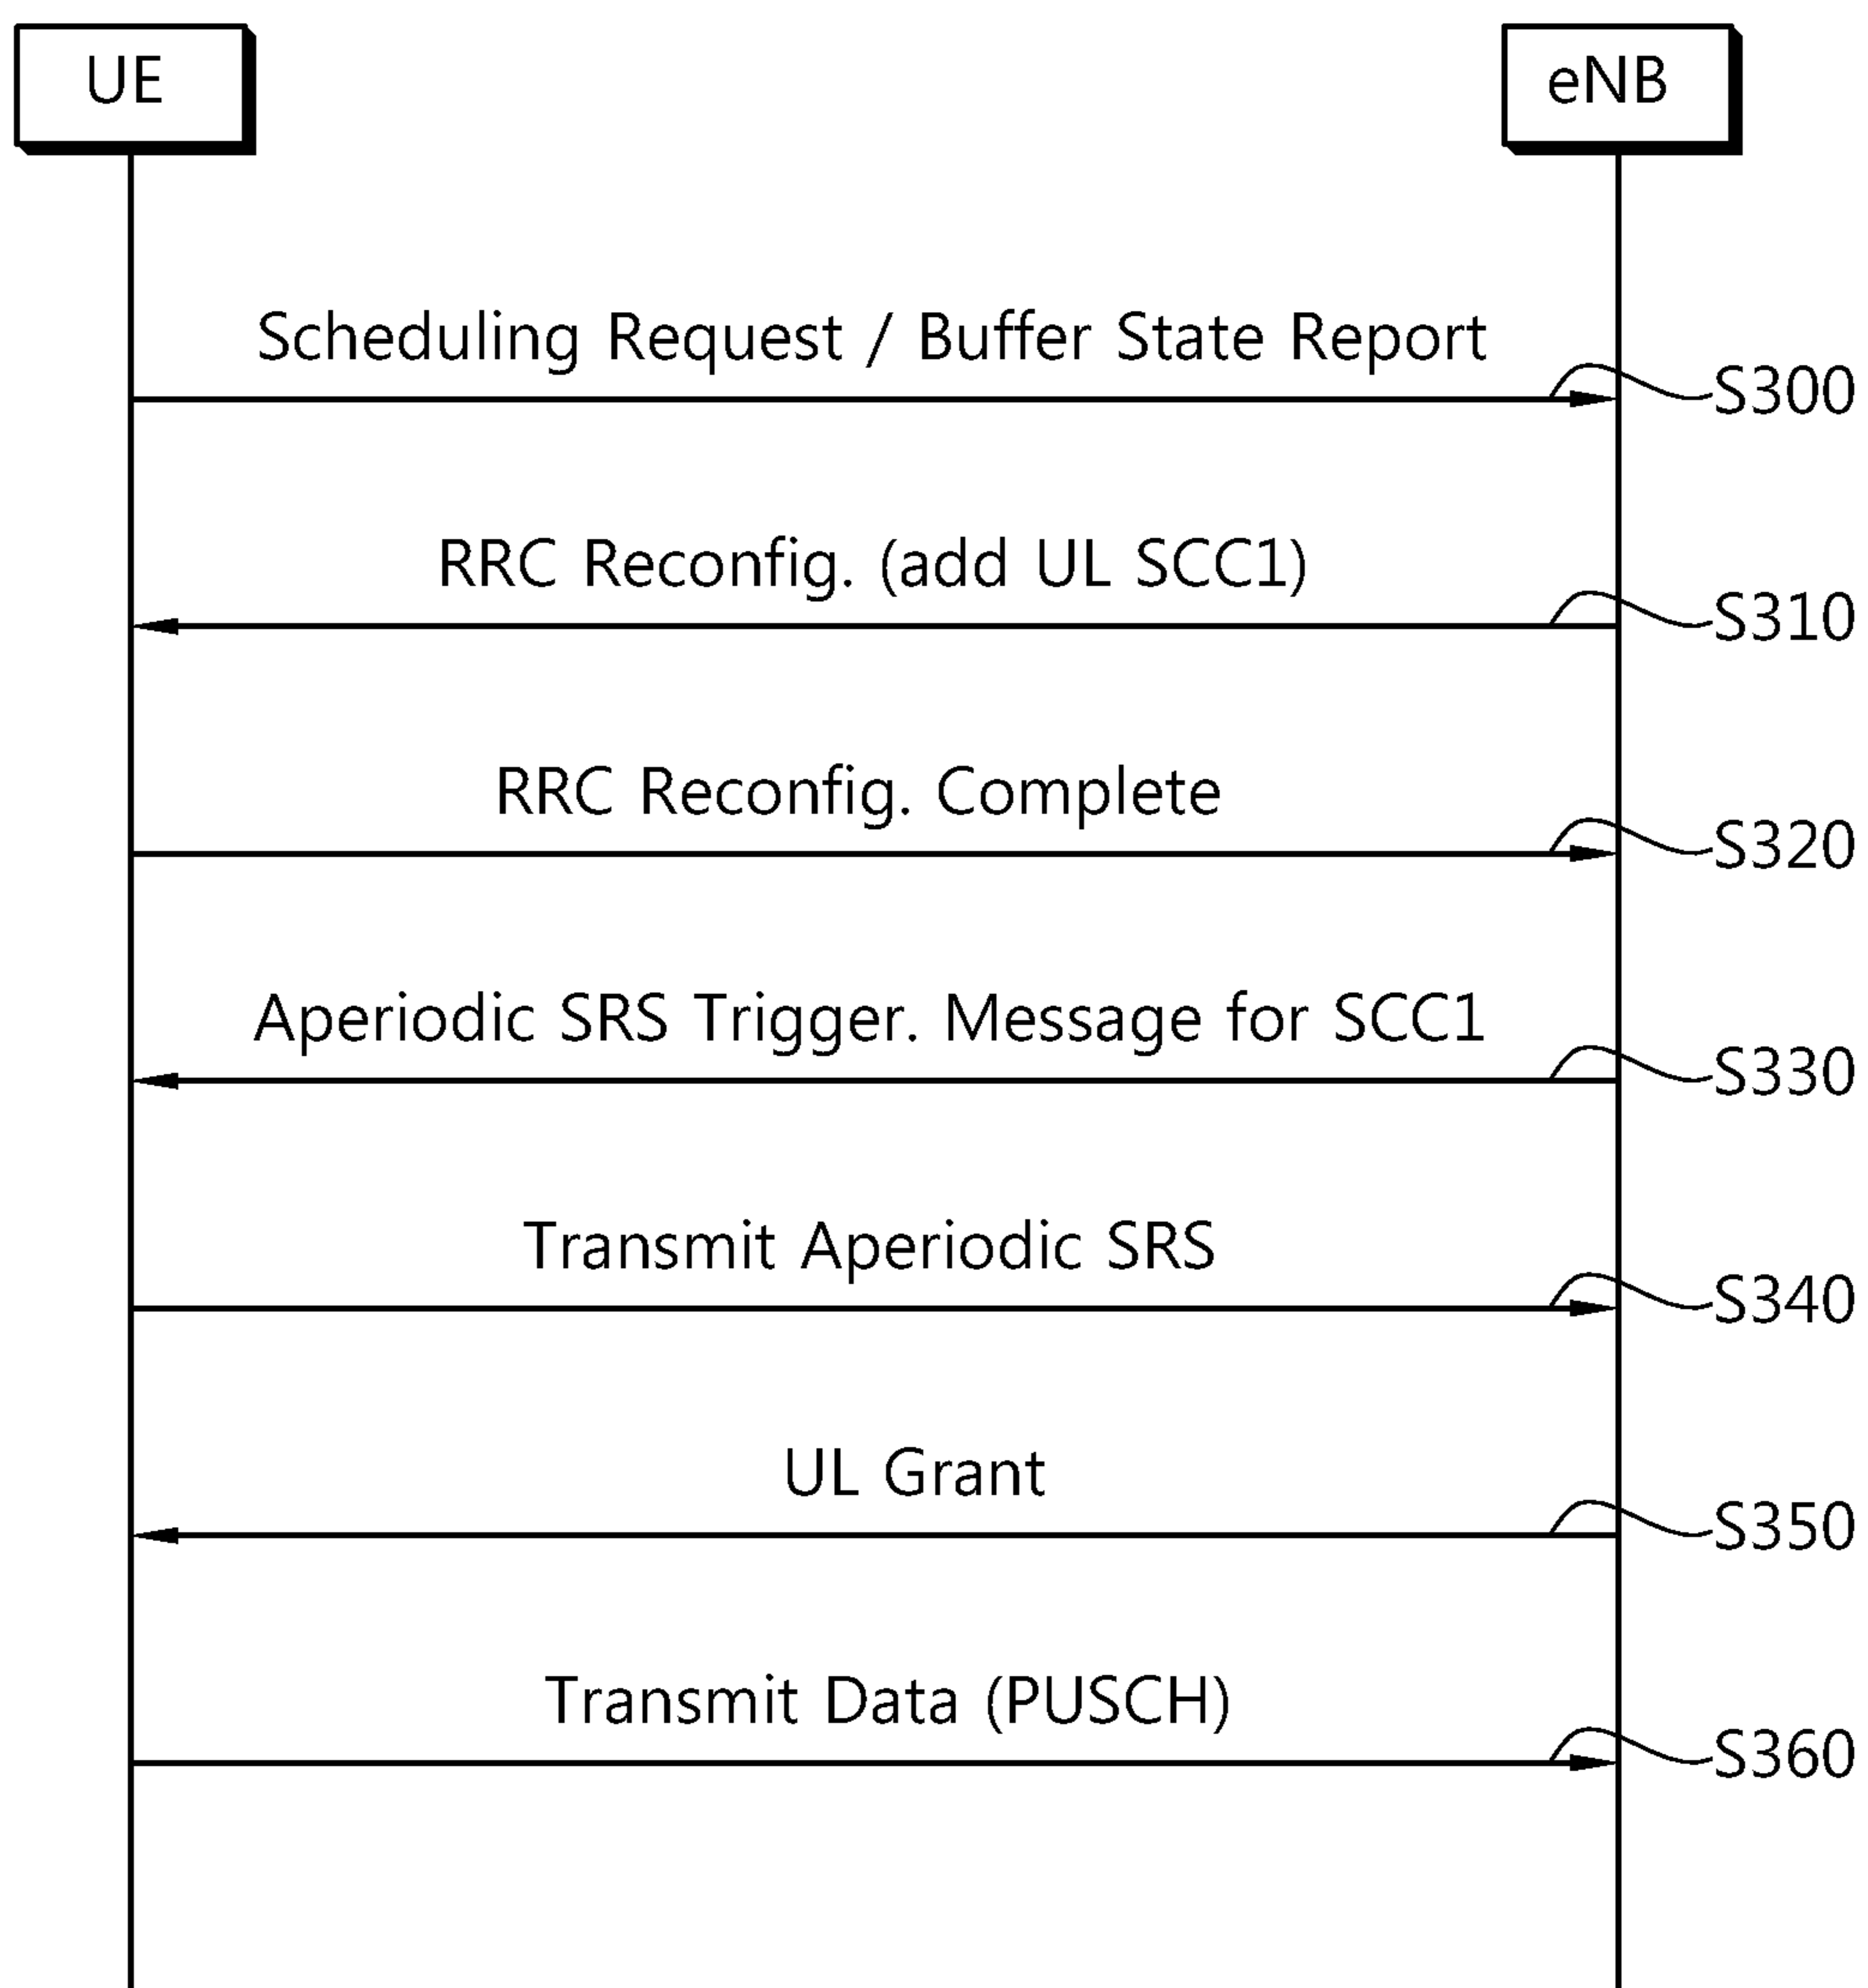 UE
eNB
Scheduling Request / Buffer State Report
S300
RRC Reconfig. (add UL SCC1)
S310
RRC Reconfig. Complete
S320
Aperiodic SRS Trigger. Message for SCC1
S330
Transmit Aperiodic SRS
S340
UL Grant
S350
Transmit Data (PUSCH)
S360